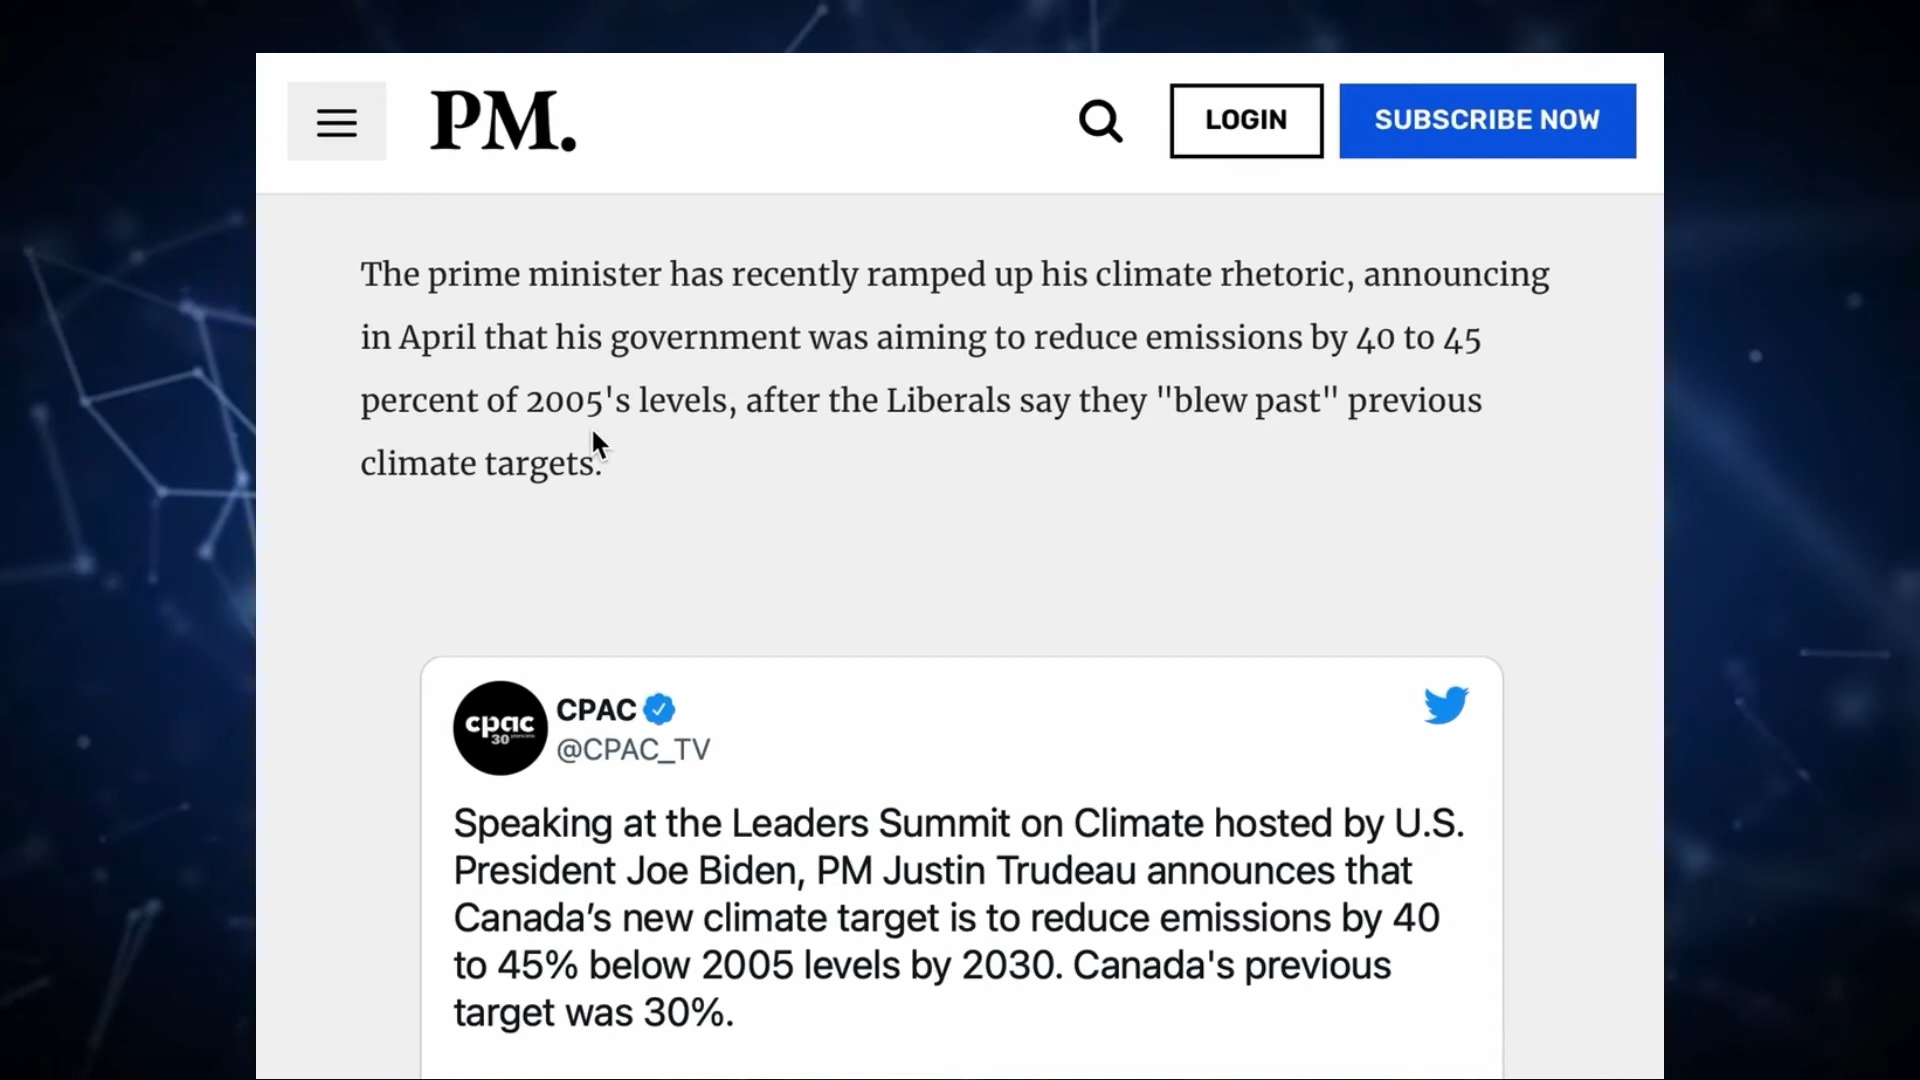 PM.
LOGIN
SUBSCRIBE NOW
The prime minister has recently ramped up his climate rhetoric, announcing
in April that his government was aiming to reduce emissions by 40 to 45
percent of 2005's levels, after the Liberals say they "blew past" previous
climate targets.
cpac
30
CPAC
@CPAC_TV
Speaking at the Leaders Summit on Climate hosted by U.S.
President Joe Biden, PM Justin Trudeau announces that
Canada’s new climate target is to reduce emissions by 40
to 45% below 2005 levels by 2030. Canada's previous
target was 30%.